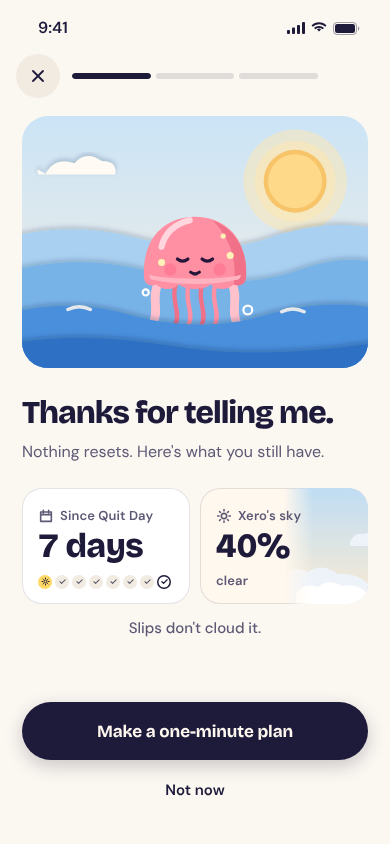 9:41
Thanks for telling me.
Nothing resets. Here's what you still have.
Since Quit Day
7 days
Xero's sky
40%
clear
Slips don't cloud it.
Make a one-minute plan
Not now